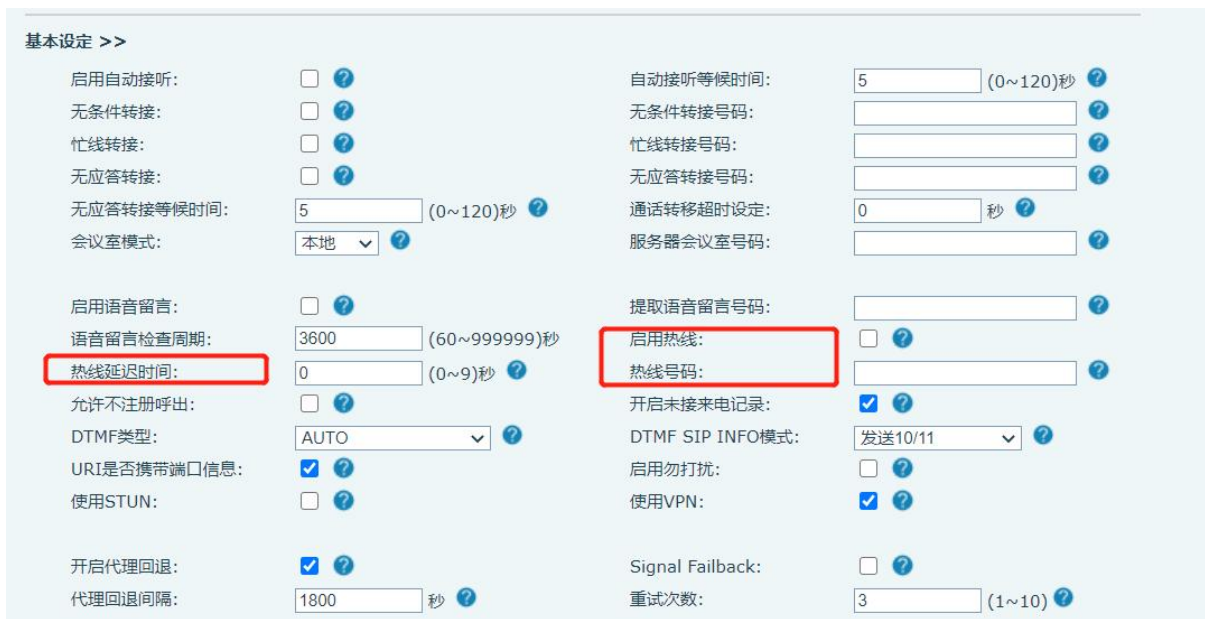 基本设定 >>
启用自动接听: 自动接听等候时间: 5 (0~120)秒
无条件转接: 无条件转接号码:
忙线转接: 忙线转接号码:
无应答转接: 无应答转接号码:
无应答转接等候时间: 5 (0~120)秒 通话转移超时设定: 0 秒
会议室模式: 本地 服务器会议室号码:
启用语音留言: 提取语音留言号码:
语音留言检查周期: 3600 (60~999999)秒 启用热线:
热线延迟时间: 0 (0~9)秒 热线号码:
允许不注册呼出: 开启未接来电记录:
DTMF类型: AUTO DTMF SIP INFO模式: 发送10/11
URI是否携带端口信息: 启用勿打扰:
使用STUN: 使用VPN:
开启代理回退: Signal Failback:
代理回退间隔: 1800 秒 重试次数: 3 (1~10)